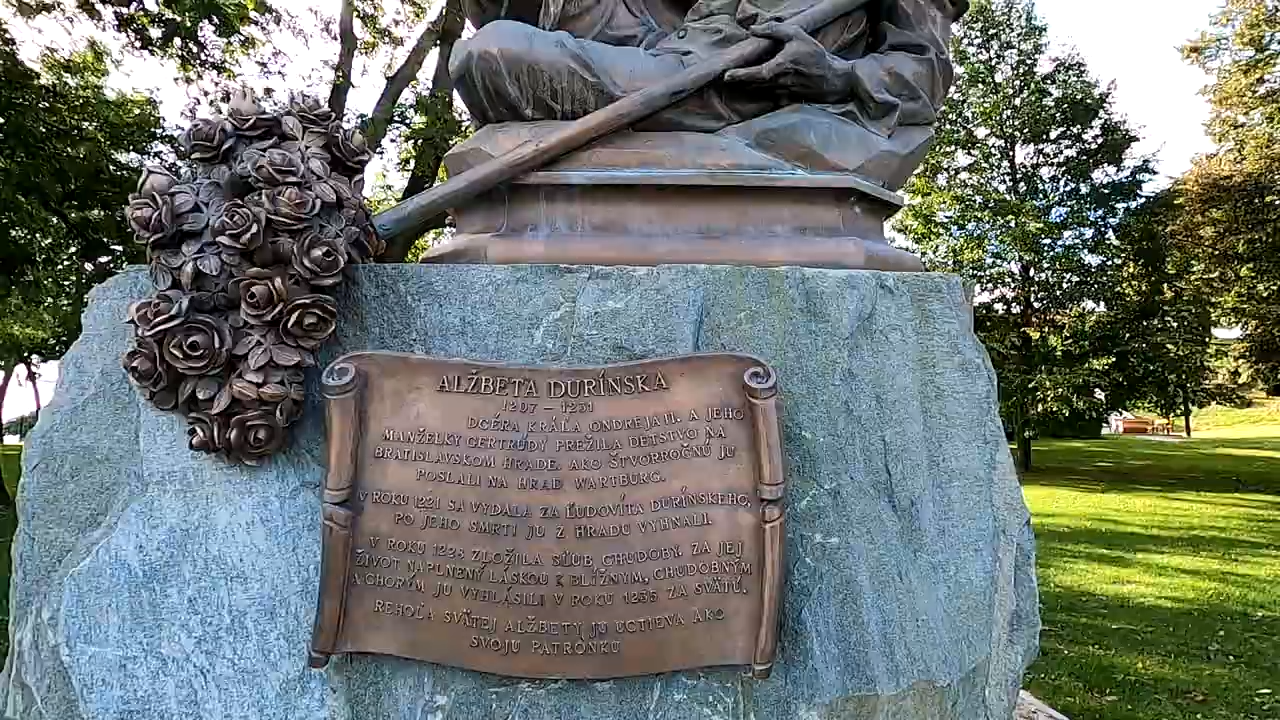 ALŽBETA DURÍNSKA
1207 – 1231
DCÉRA KRÁĽA ONDREJA II. A JEHO
MANŽELKY GERTRÚDY PREŽILA DETSTVO NA
BRATISLAVSKOM HRADE. AKO ŠTVORROČNÚ JU
POSLALI NA HRAD WARTBURG.
V ROKU 1221 SA VYDALA ZA ĽUDOVÍTA DURÍNSKEHO,
PO JEHO SMRTI JU Z HRADU VYHNALI.
V ROKU 1228 ZLOŽILA SĽUB CHUDOBY. ZA JEJ
ŽIVOT NAPLNENÝ LÁSKOU K BLÍŽNYM, CHUDOBNÝM
A CHORÝM JU VYHLÁSILI V ROKU 1235 ZA SVÄTÚ.
REHOĽA SVÄTEJ ALŽBETY JU UCTIEVA AKO
SVOJU PATRÓNKU